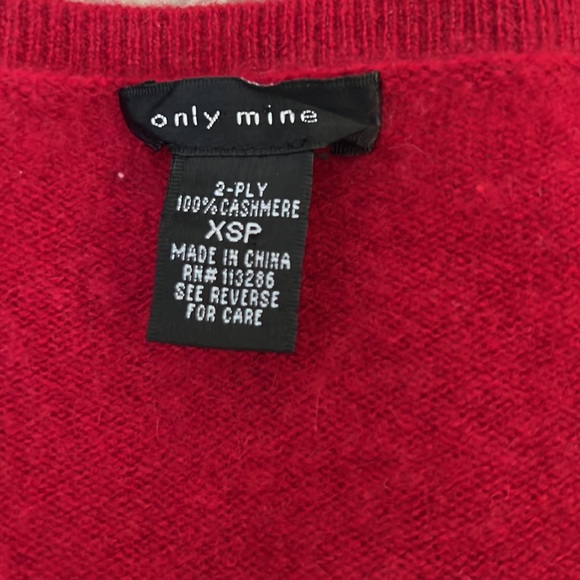 only mine
2-PLY
100% CASHMERE
XSP
MADE IN CHINA
RN# 113286
SEE REVERSE
FOR CARE